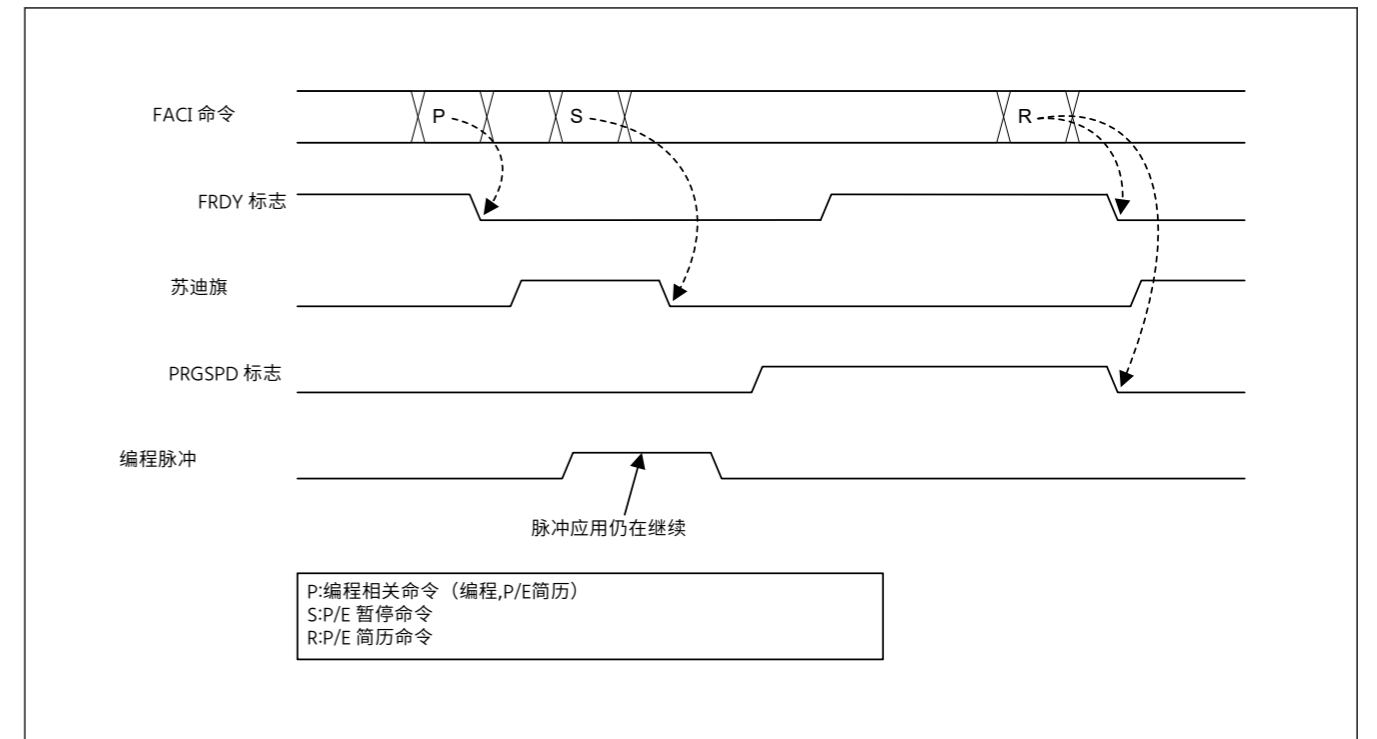 FACI 命令
P
S
R
FRDY 标志
苏迪旗
PRGSPD 标志
编程脉冲
脉冲应用仍在继续
P:编程相关命令（编程,P/E简历）
S:P/E 暂停命令
R:P/E 简历命令